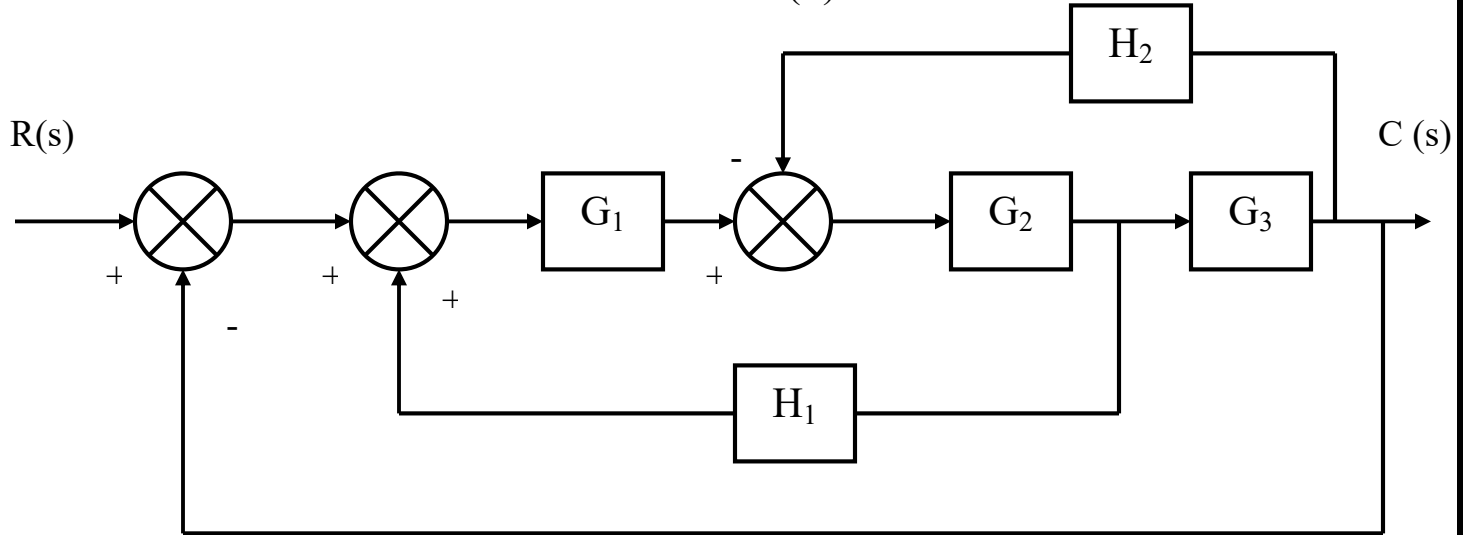 H₂
R(s)
C (s)
-
G₁
G₂
G₃
+
+
+
+
-
H₁